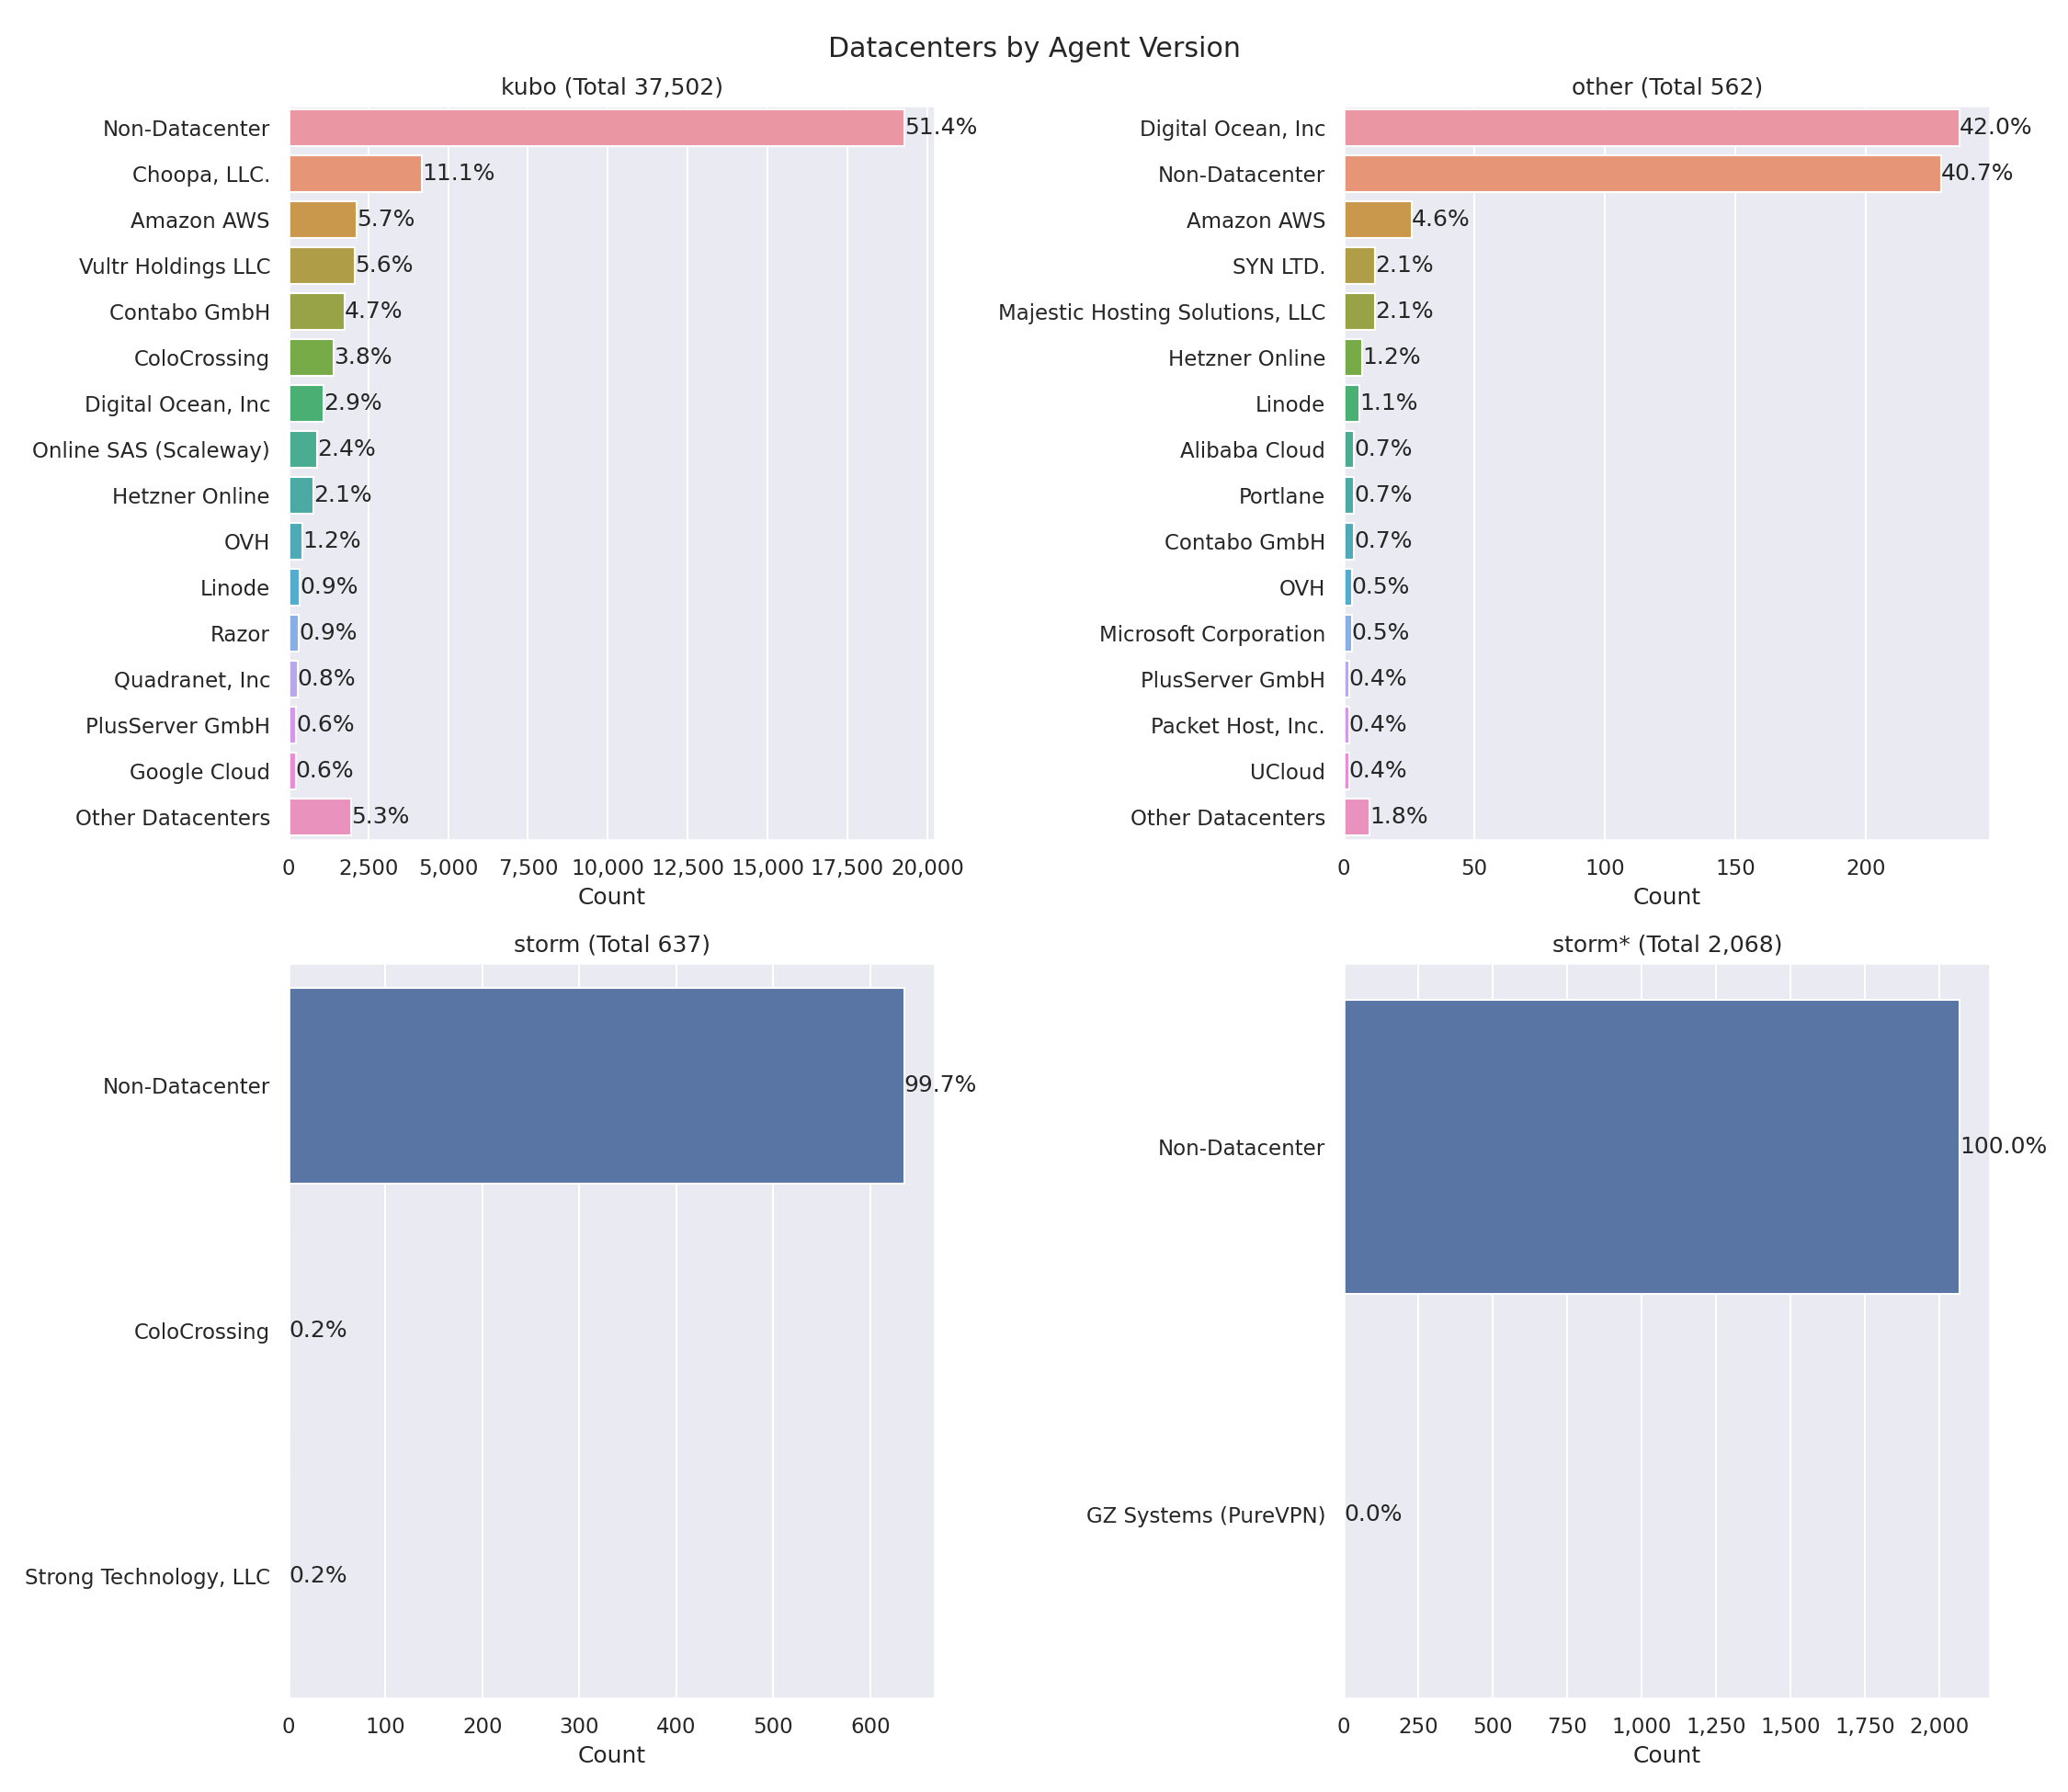 Datacenters by Agent Version
kubo (Total 37,502)
Non-Datacenter 51.4%
Choopa, LLC. 11.1%
Amazon AWS 5.7%
Vultr Holdings LLC 5.6%
Contabo GmbH 4.7%
ColoCrossing 3.8%
Digital Ocean, Inc 2.9%
Online SAS (Scaleway) 2.4%
Hetzner Online 2.1%
OVH 1.2%
Linode 0.9%
Razor 0.9%
Quadranet, Inc 0.8%
PlusServer GmbH 0.6%
Google Cloud 0.6%
Other Datacenters 5.3%
0 2,500 5,000 7,500 10,000 12,500 15,000 17,500 20,000
Count
other (Total 562)
Digital Ocean, Inc 42.0%
Non-Datacenter 40.7%
Amazon AWS 4.6%
SYN LTD. 2.1%
Majestic Hosting Solutions, LLC 2.1%
Hetzner Online 1.2%
Linode 1.1%
Alibaba Cloud 0.7%
Portlane 0.7%
Contabo GmbH 0.7%
OVH 0.5%
Microsoft Corporation 0.5%
PlusServer GmbH 0.4%
Packet Host, Inc. 0.4%
UCloud 0.4%
Other Datacenters 1.8%
0 50 100 150 200
Count
storm (Total 637)
Non-Datacenter 99.7%
ColoCrossing 0.2%
Strong Technology, LLC 0.2%
0 100 200 300 400 500 600
Count
storm* (Total 2,068)
Non-Datacenter 100.0%
GZ Systems (PureVPN) 0.0%
0 250 500 750 1,000 1,250 1,500 1,750 2,000
Count